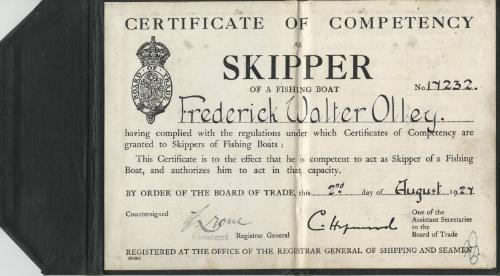 CERTIFICATE OF COMPETENCY
AS
SKIPPER
OF A FISHING BOAT
No. 17232.
BOARD OF TRADE
Frederick Walter Olley.
having complied with the regulations under which Certificates of Competency are
granted to Skippers of Fishing Boats:
This Certificate is to the effect that he is competent to act as Skipper of a Fishing
Boat, and authorizes him to act in that capacity.
BY ORDER OF THE BOARD OF TRADE, this 2nd day of August 1927
Countersigned
Registrar General
One of the
Assistant Secretaries
to the
Board of Trade
REGISTERED AT THE OFFICE OF THE REGISTRAR GENERAL OF SHIPPING AND SEAMEN